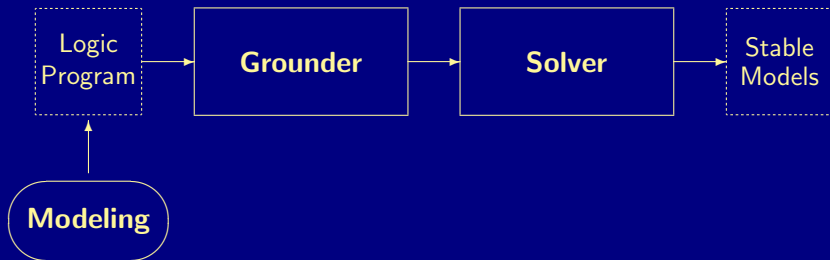 Logic
Program
Grounder
Solver
Stable
Models
Modeling